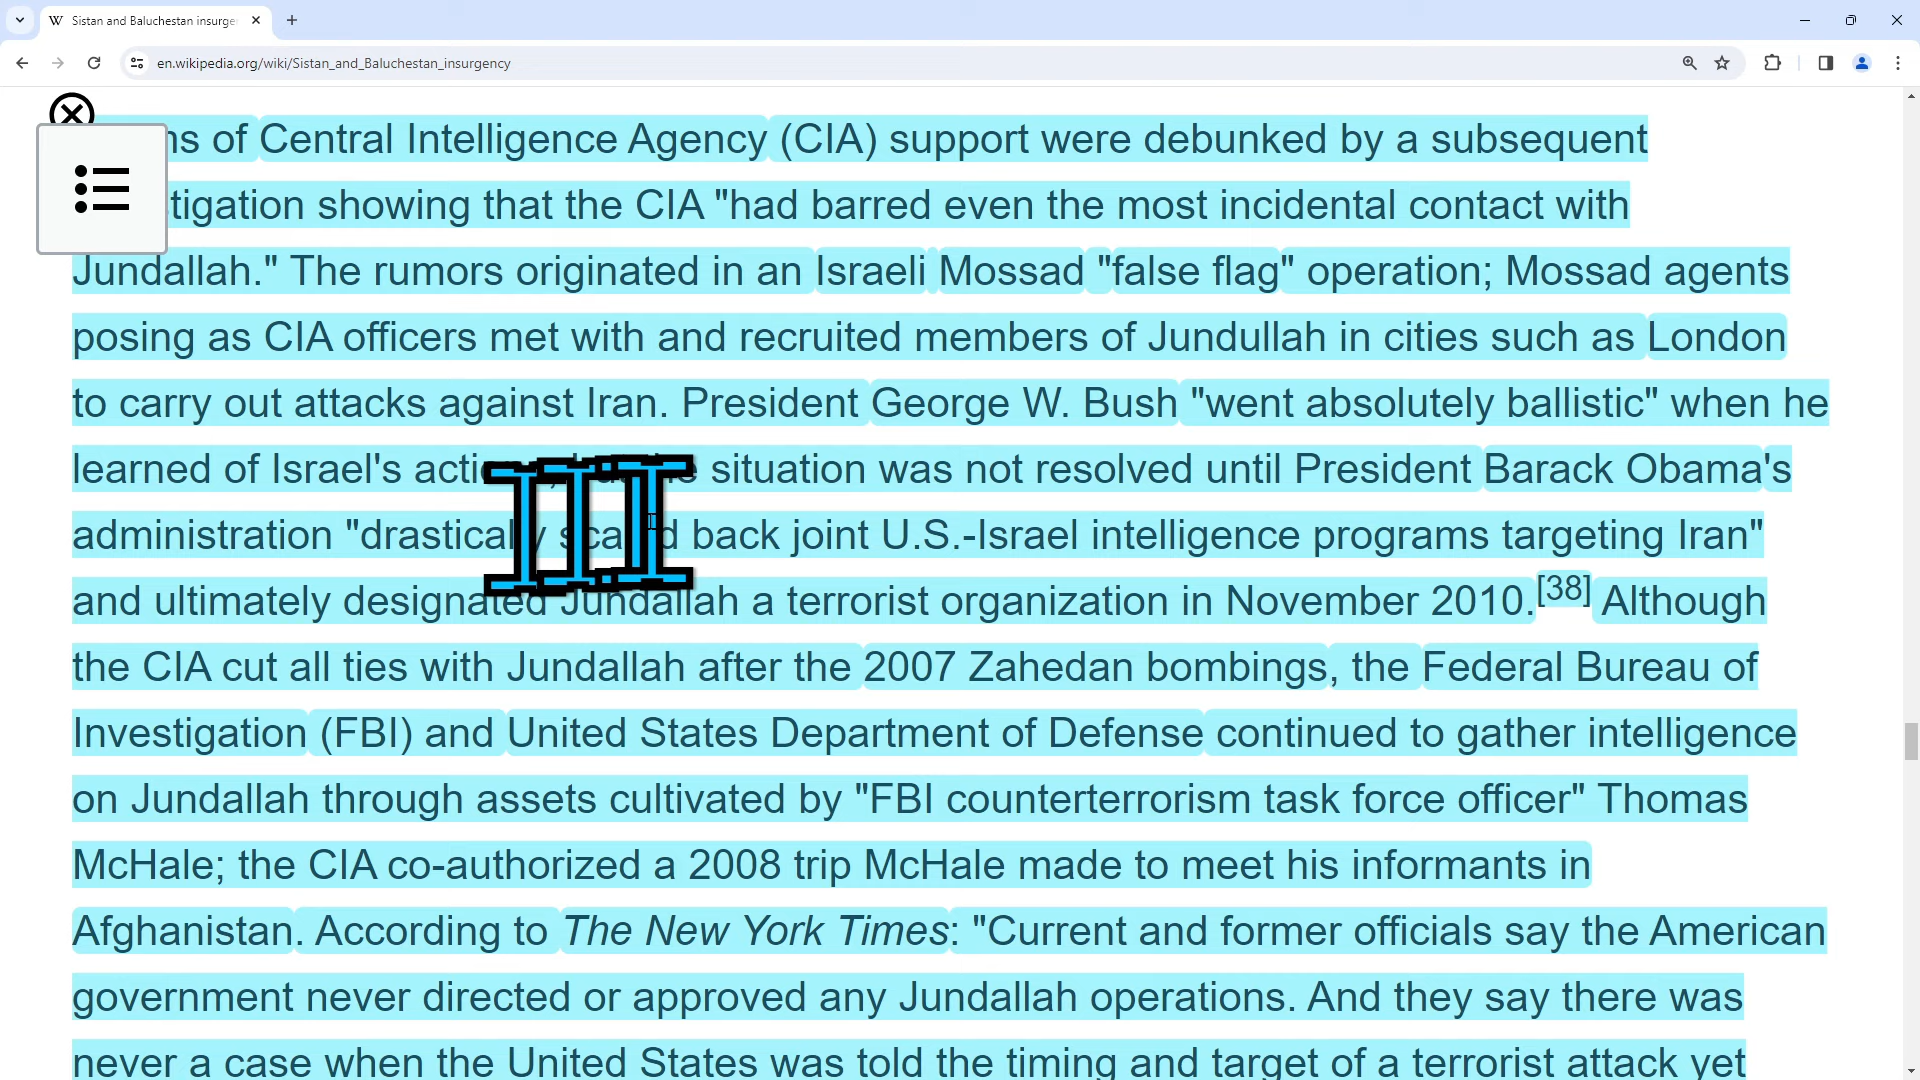 Sistan and Baluchestan insurge
en.wikipedia.org/wiki/Sistan_and_Baluchestan_insurgency
of Central Intelligence Agency (CIA) support were debunked by a subsequent
showing that the CIA "had barred even the most incidental contact with
Jundallah." The rumors originated in an Israeli Mossad "false flag" operation; Mossad agents
posing as CIA officers met with and recruited members of Jundullah in cities such as London
to carry out attacks against Iran. President George W. Bush "went absolutely ballistic" when he
learned of Israel's situation was not resolved until President Barack Obama's
administration "drastically scaled back joint U.S.-Israel intelligence programs targeting Iran"
and ultimately designated Jundallah a terrorist organization in November 2010.[38] Although
the CIA cut all ties with Jundallah after the 2007 Zahedan bombings, the Federal Bureau of
Investigation (FBI) and United States Department of Defense continued to gather intelligence
on Jundallah through assets cultivated by "FBI counterterrorism task force officer" Thomas
McHale; the CIA co-authorized a 2008 trip McHale made to meet his informants in
Afghanistan. According to The New York Times: "Current and former officials say the American
government never directed or approved any Jundallah operations. And they say there was
never a case when the United States was told the timing and target of a terrorist attack yet